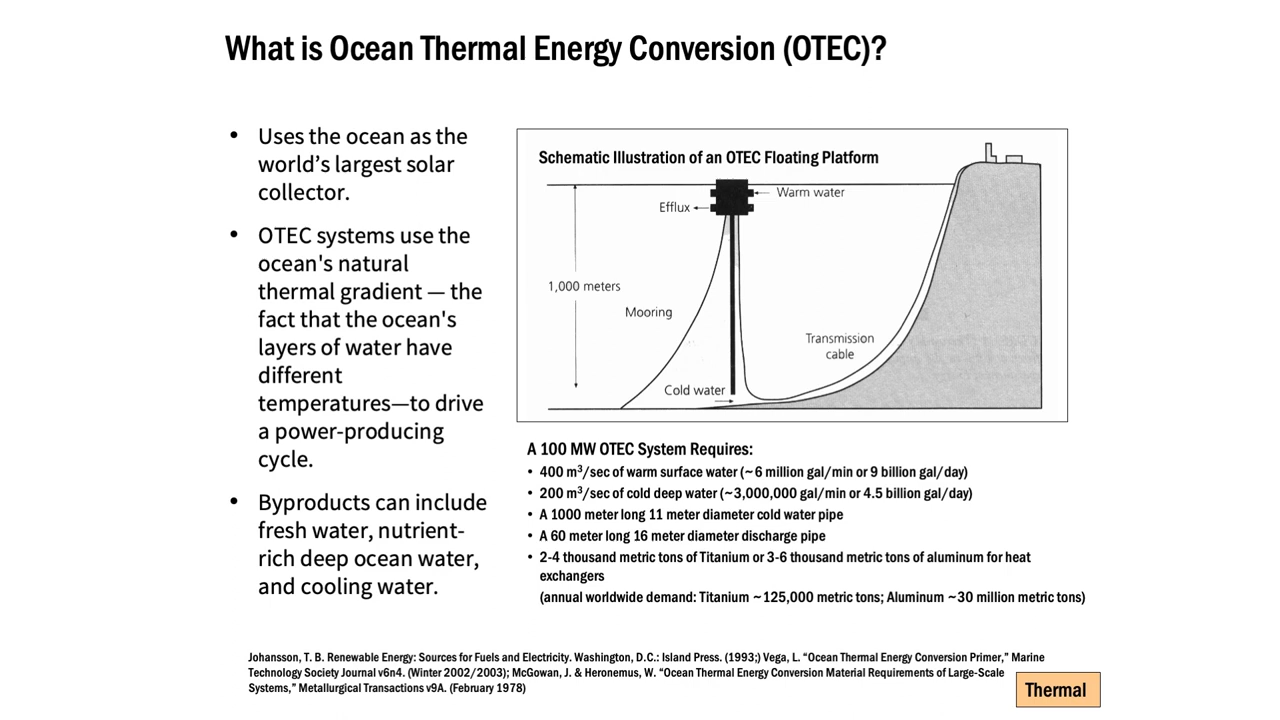 What is Ocean Thermal Energy Conversion (OTEC)?
• Uses the ocean as the
world’s largest solar
collector.
• OTEC systems use the
ocean's natural
thermal gradient — the
fact that the ocean's
layers of water have
different
temperatures—to drive
a power-producing
cycle.
• Byproducts can include
fresh water, nutrient-
rich deep ocean water,
and cooling water.
Schematic Illustration of an OTEC Floating Platform
Warm water
Efflux
1,000 meters
Mooring
Transmission
cable
Cold water
A 100 MW OTEC System Requires:
• 400 m³/sec of warm surface water (~6 million gal/min or 9 billion gal/day)
• 200 m³/sec of cold deep water (~3,000,000 gal/min or 4.5 billion gal/day)
• A 1000 meter long 11 meter diameter cold water pipe
• A 60 meter long 16 meter diameter discharge pipe
• 2-4 thousand metric tons of Titanium or 3-6 thousand metric tons of aluminum for heat
exchangers
(annual worldwide demand: Titanium ~125,000 metric tons; Aluminum ~30 million metric tons)
Johansson, T. B. Renewable Energy: Sources for Fuels and Electricity. Washington, D.C.: Island Press. (1993;) Vega, L. “Ocean Thermal Energy Conversion Primer,” Marine
Technology Society Journal v6n4. (Winter 2002/2003); McGowan, J. & Heronemus, W. “Ocean Thermal Energy Conversion Material Requirements of Large-Scale
Systems,” Metallurgical Transactions v9A. (February 1978)
Thermal